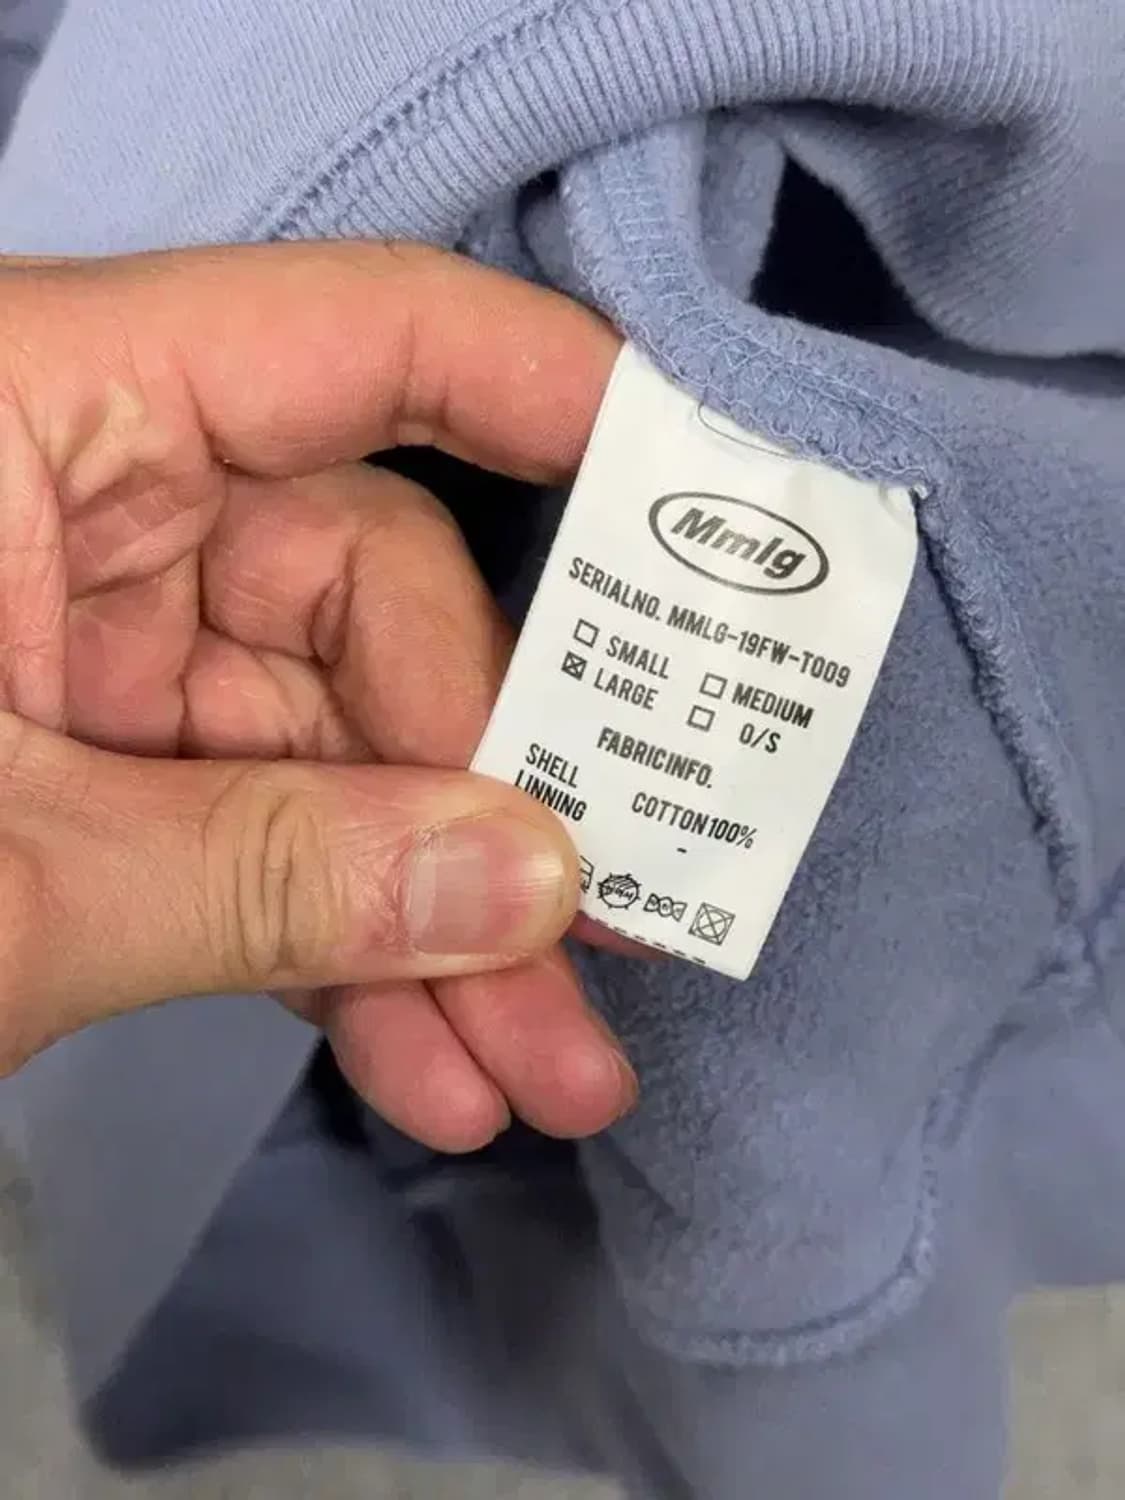 Mmlg
SERIALNO. MMLG-19FW-T009
SMALL MEDIUM
LARGE O/S
FABRICINFO.
SHELL COTTON100%
LINNING -